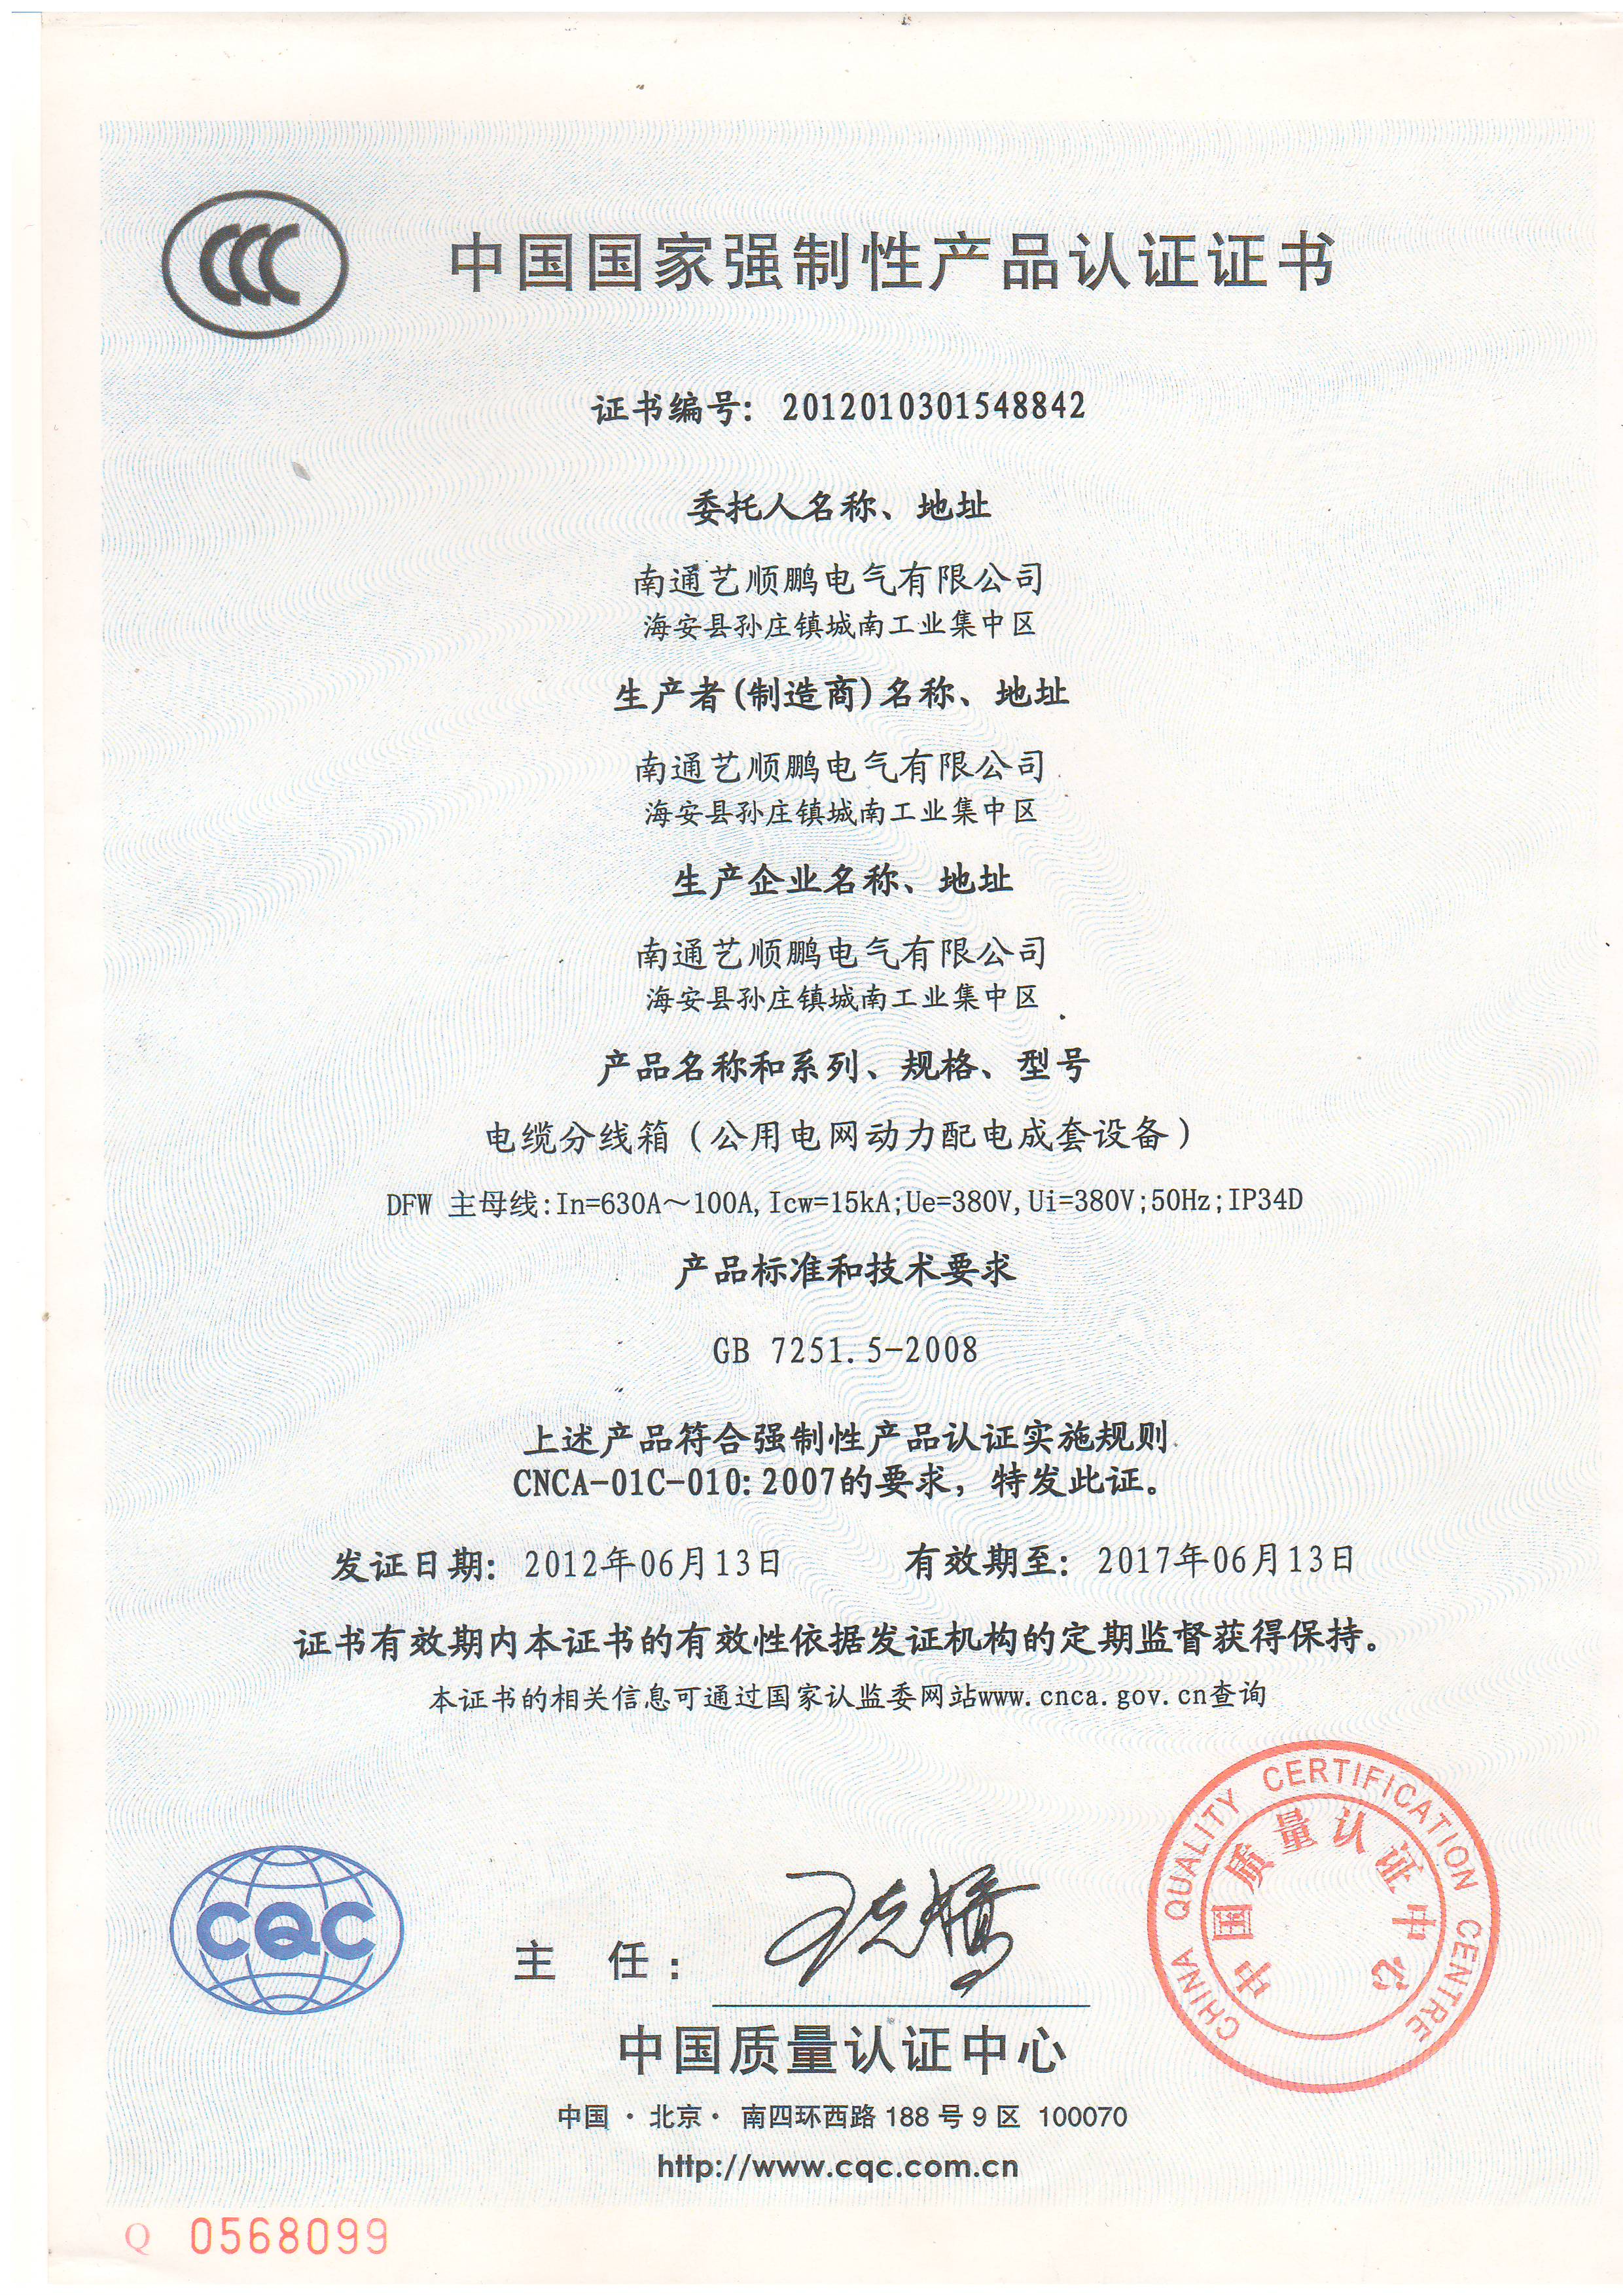 CCC
中国国家强制性产品认证证书
证书编号: 2012010301548842
委托人名称、地址
南通艺顺鹏电气有限公司
海安县孙庄镇城南工业集中区
生产者(制造商)名称、地址
南通艺顺鹏电气有限公司
海安县孙庄镇城南工业集中区
生产企业名称、地址
南通艺顺鹏电气有限公司
海安县孙庄镇城南工业集中区
产品名称和系列、规格、型号
电缆分线箱（公用电网动力配电成套设备）
DFW 主母线:In=630A～100A,Icw=15kA;Ue=380V,Ui=380V;50Hz;IP34D
产品标准和技术要求
GB 7251.5-2008
上述产品符合强制性产品认证实施规则
CNCA-01C-010:2007的要求，特发此证。
发证日期: 2012年06月13日 有效期至: 2017年06月13日
证书有效期内本证书的有效性依据发证机构的定期监督获得保持。
本证书的相关信息可通过国家认监委网站www.cnca.gov.cn查询
CHINA QUALITY CERTIFICATION CENTRE
中国质量认证中心
CQC
主 任:
中国质量认证中心
中国·北京·南四环西路 188 号 9 区 100070
http://www.cqc.com.cn
Q 0568099